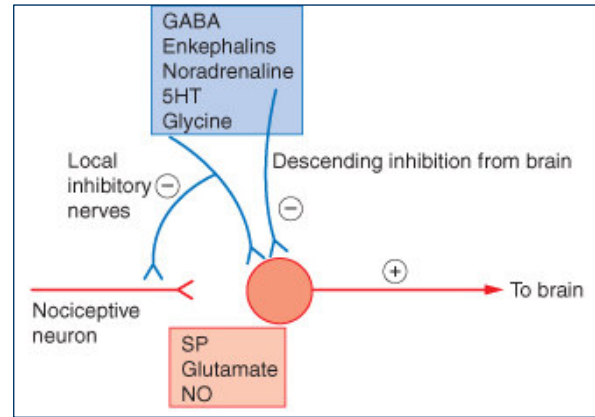 GABA
Enkephalins
Noradrenaline
5HT
Glycine
Local
inhibitory
nerves
−
Descending inhibition from brain
−
+
To brain
Nociceptive
neuron
SP
Glutamate
NO